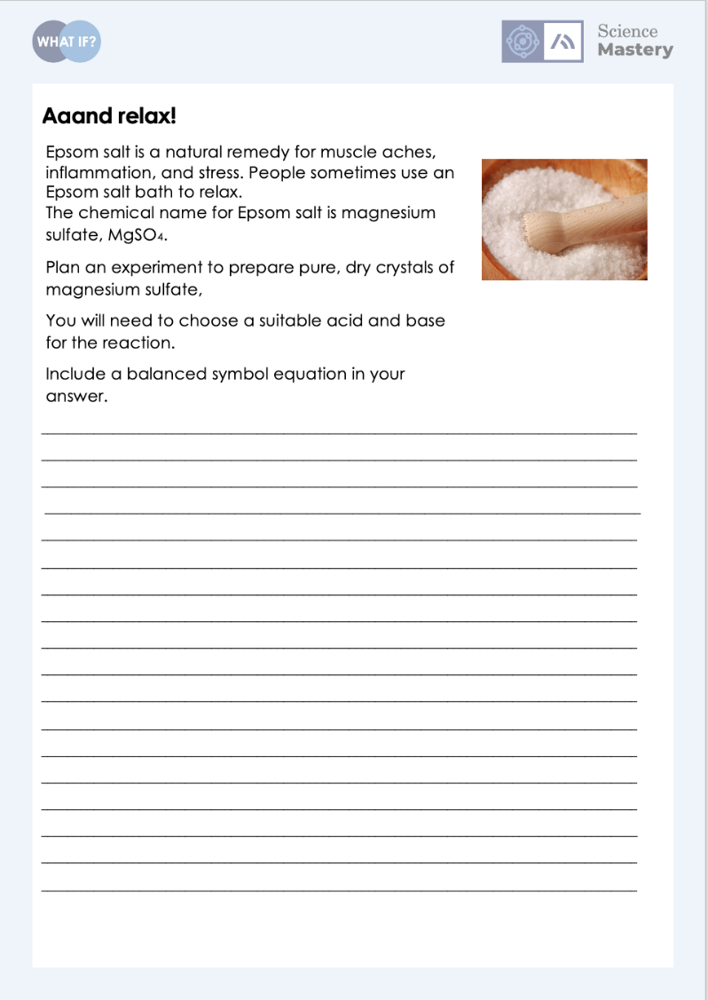 WHAT IF?
Science
Mastery
Aaand relax!
Epsom salt is a natural remedy for muscle aches,
inflammation, and stress. People sometimes use an
Epsom salt bath to relax.
The chemical name for Epsom salt is magnesium
sulfate, MgSO₄.
Plan an experiment to prepare pure, dry crystals of
magnesium sulfate,
You will need to choose a suitable acid and base
for the reaction.
Include a balanced symbol equation in your
answer.